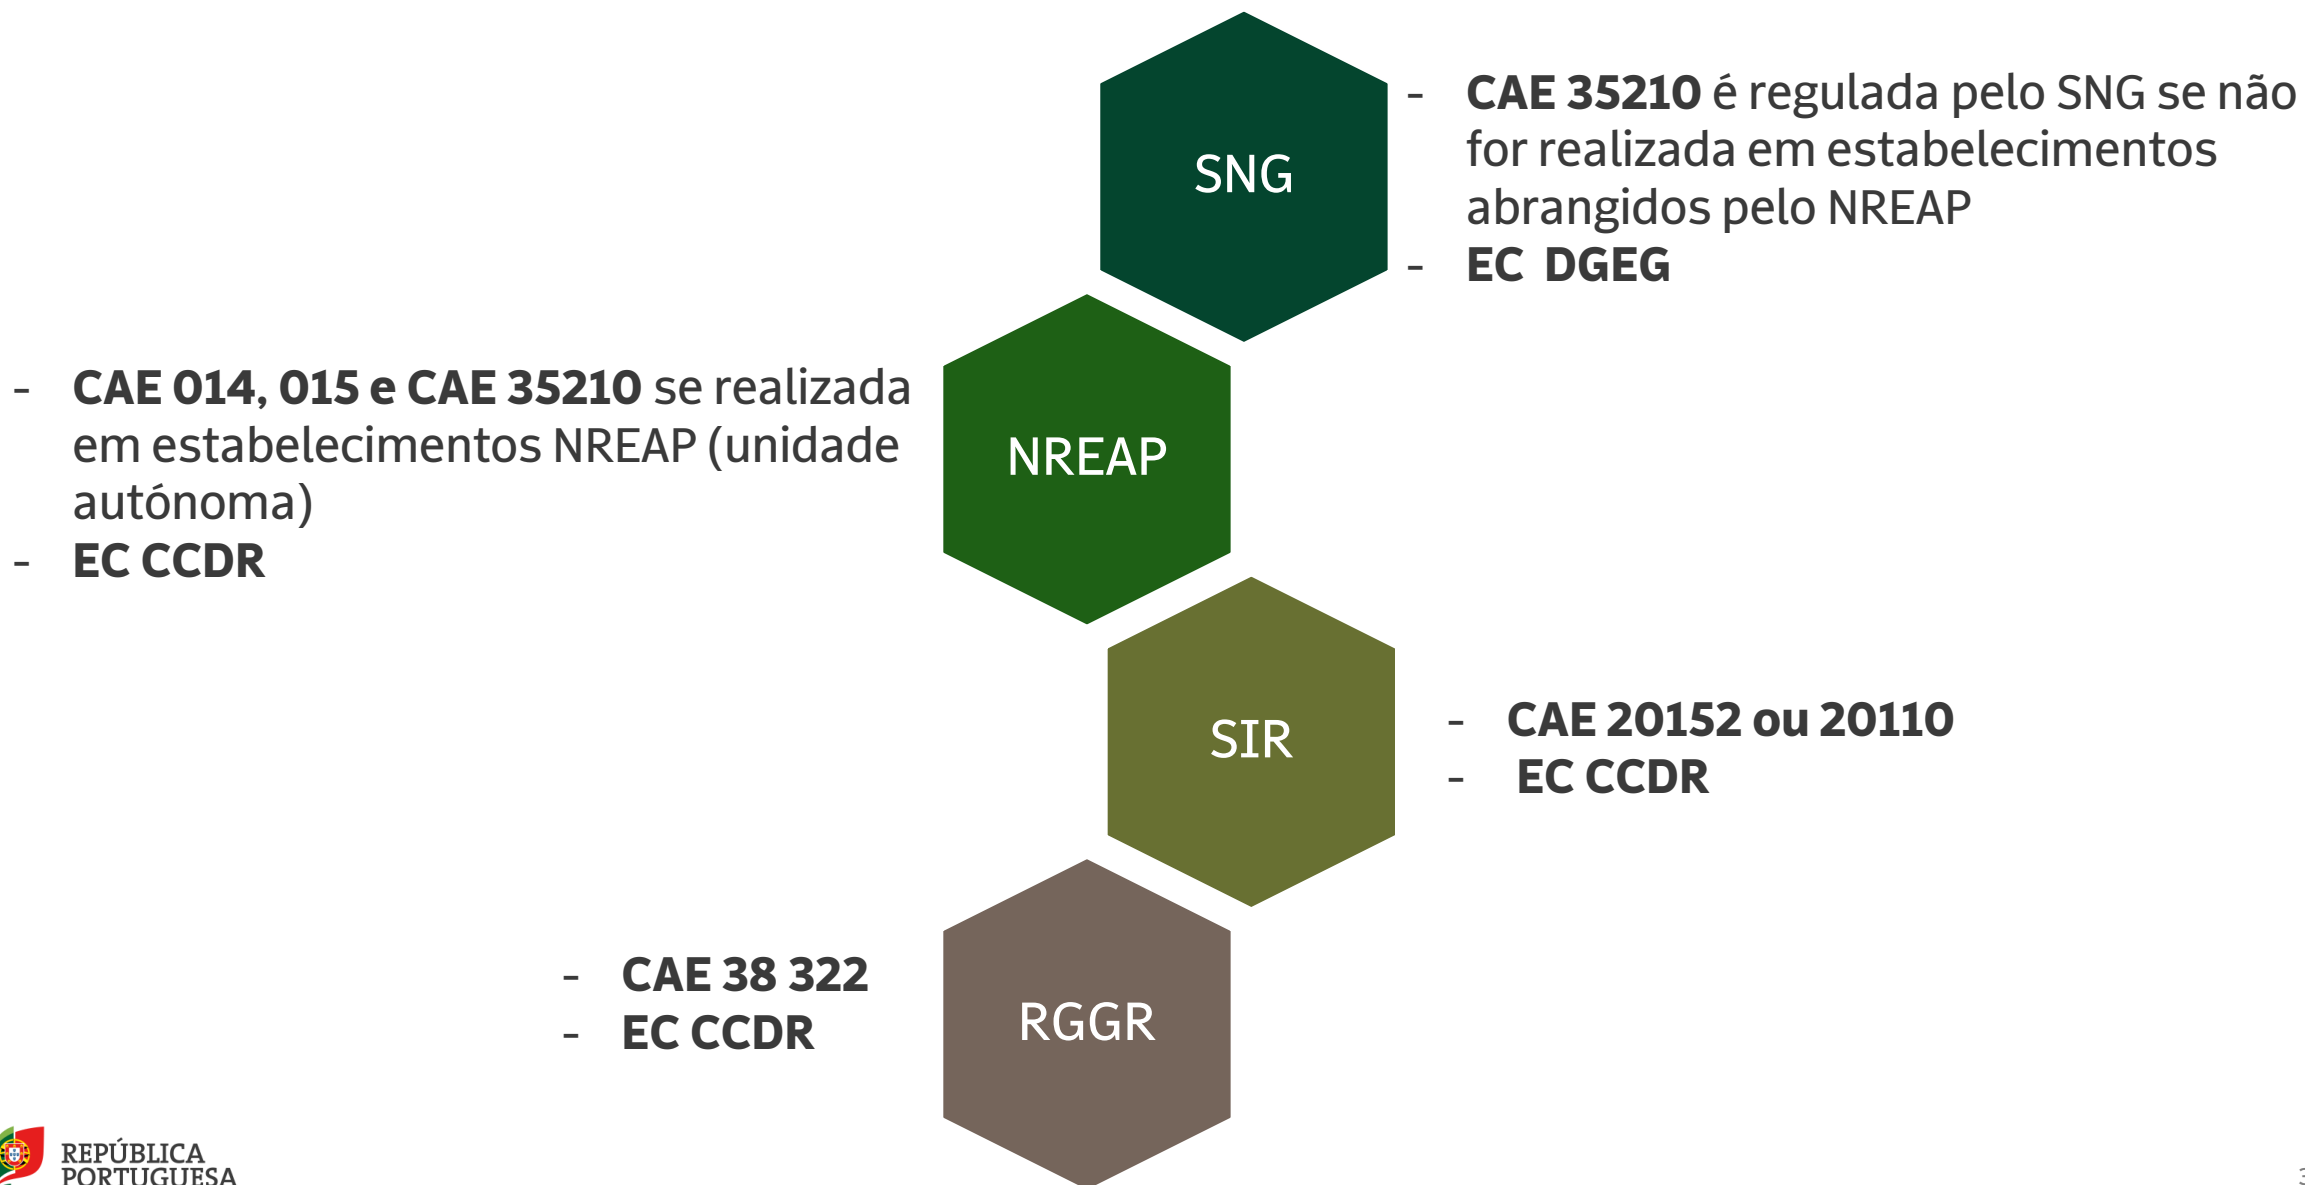 SNG
- CAE 35210 é regulada pelo SNG se não
for realizada em estabelecimentos
abrangidos pelo NREAP
- EC DGEG
- CAE 014, 015 e CAE 35210 se realizada
em estabelecimentos NREAP (unidade
autónoma)
- EC CCDR
NREAP
SIR
- CAE 20152 ou 20110
- EC CCDR
- CAE 38 322
- EC CCDR
RGGR
REPÚBLICA
PORTUGUESA